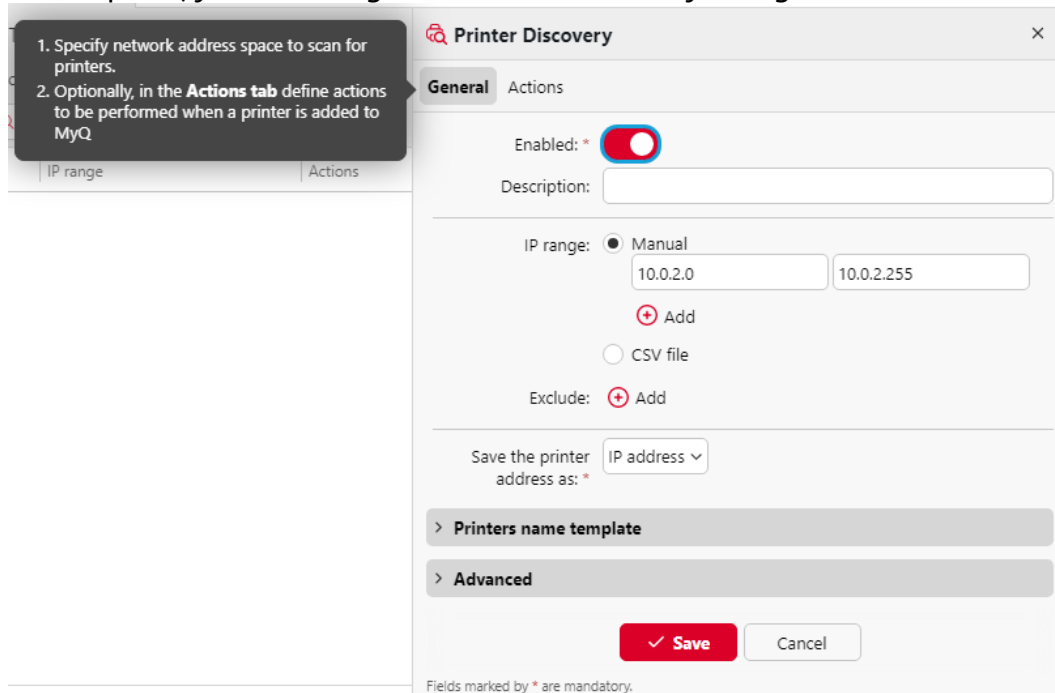 1. Specify network address space to scan for
printers.
2. Optionally, in the Actions tab define actions
to be performed when a printer is added to
MyQ
IP range
Actions
Printer Discovery
General Actions
Enabled: *
Description:
IP range: Manual
10.0.2.0 10.0.2.255
Add
CSV file
Exclude: Add
Save the printer
address as: *
IP address
> Printers name template
> Advanced
Save Cancel
Fields marked by * are mandatory.